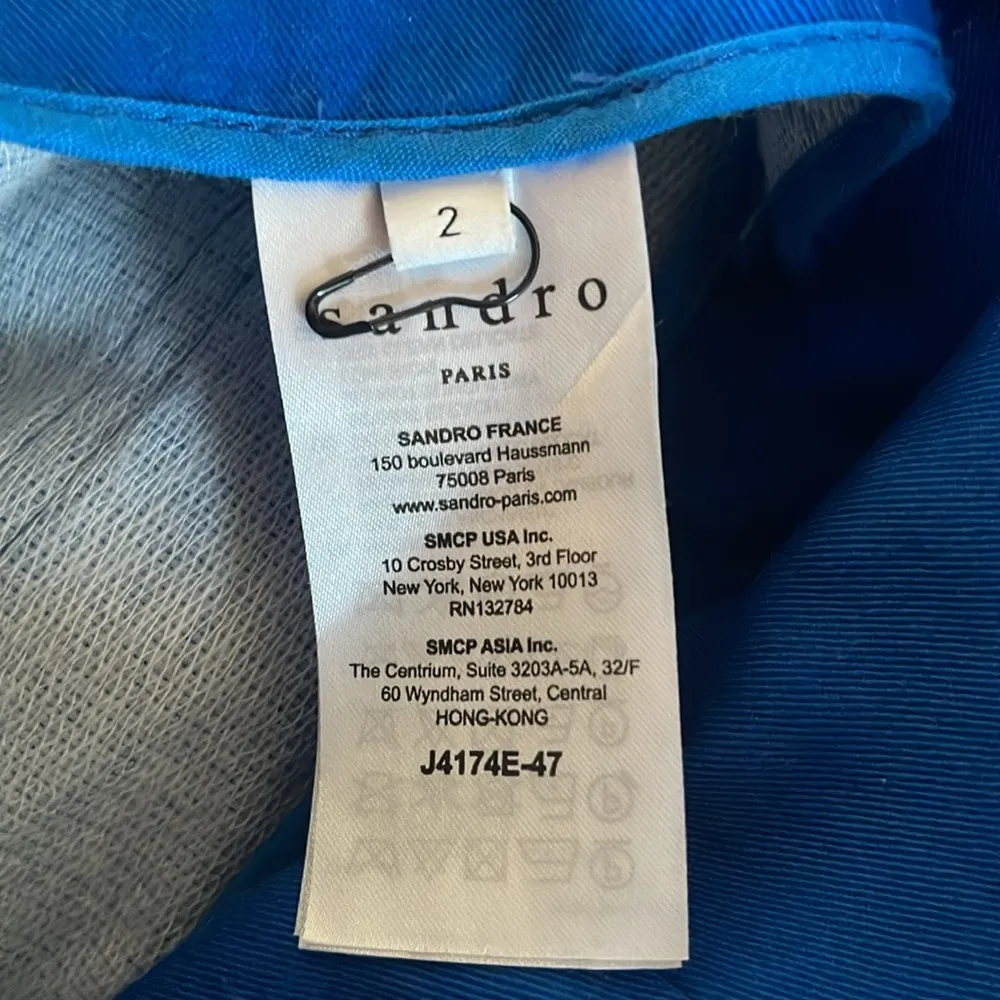 2
sandro
PARIS
SANDRO FRANCE
150 boulevard Haussmann
75008 Paris
www.sandro-paris.com
SMCP USA Inc.
10 Crosby Street, 3rd Floor
New York, New York 10013
RN132784
SMCP ASIA Inc.
The Centrium, Suite 3203A-5A, 32/F
60 Wyndham Street, Central
HONG-KONG
J4174E-47